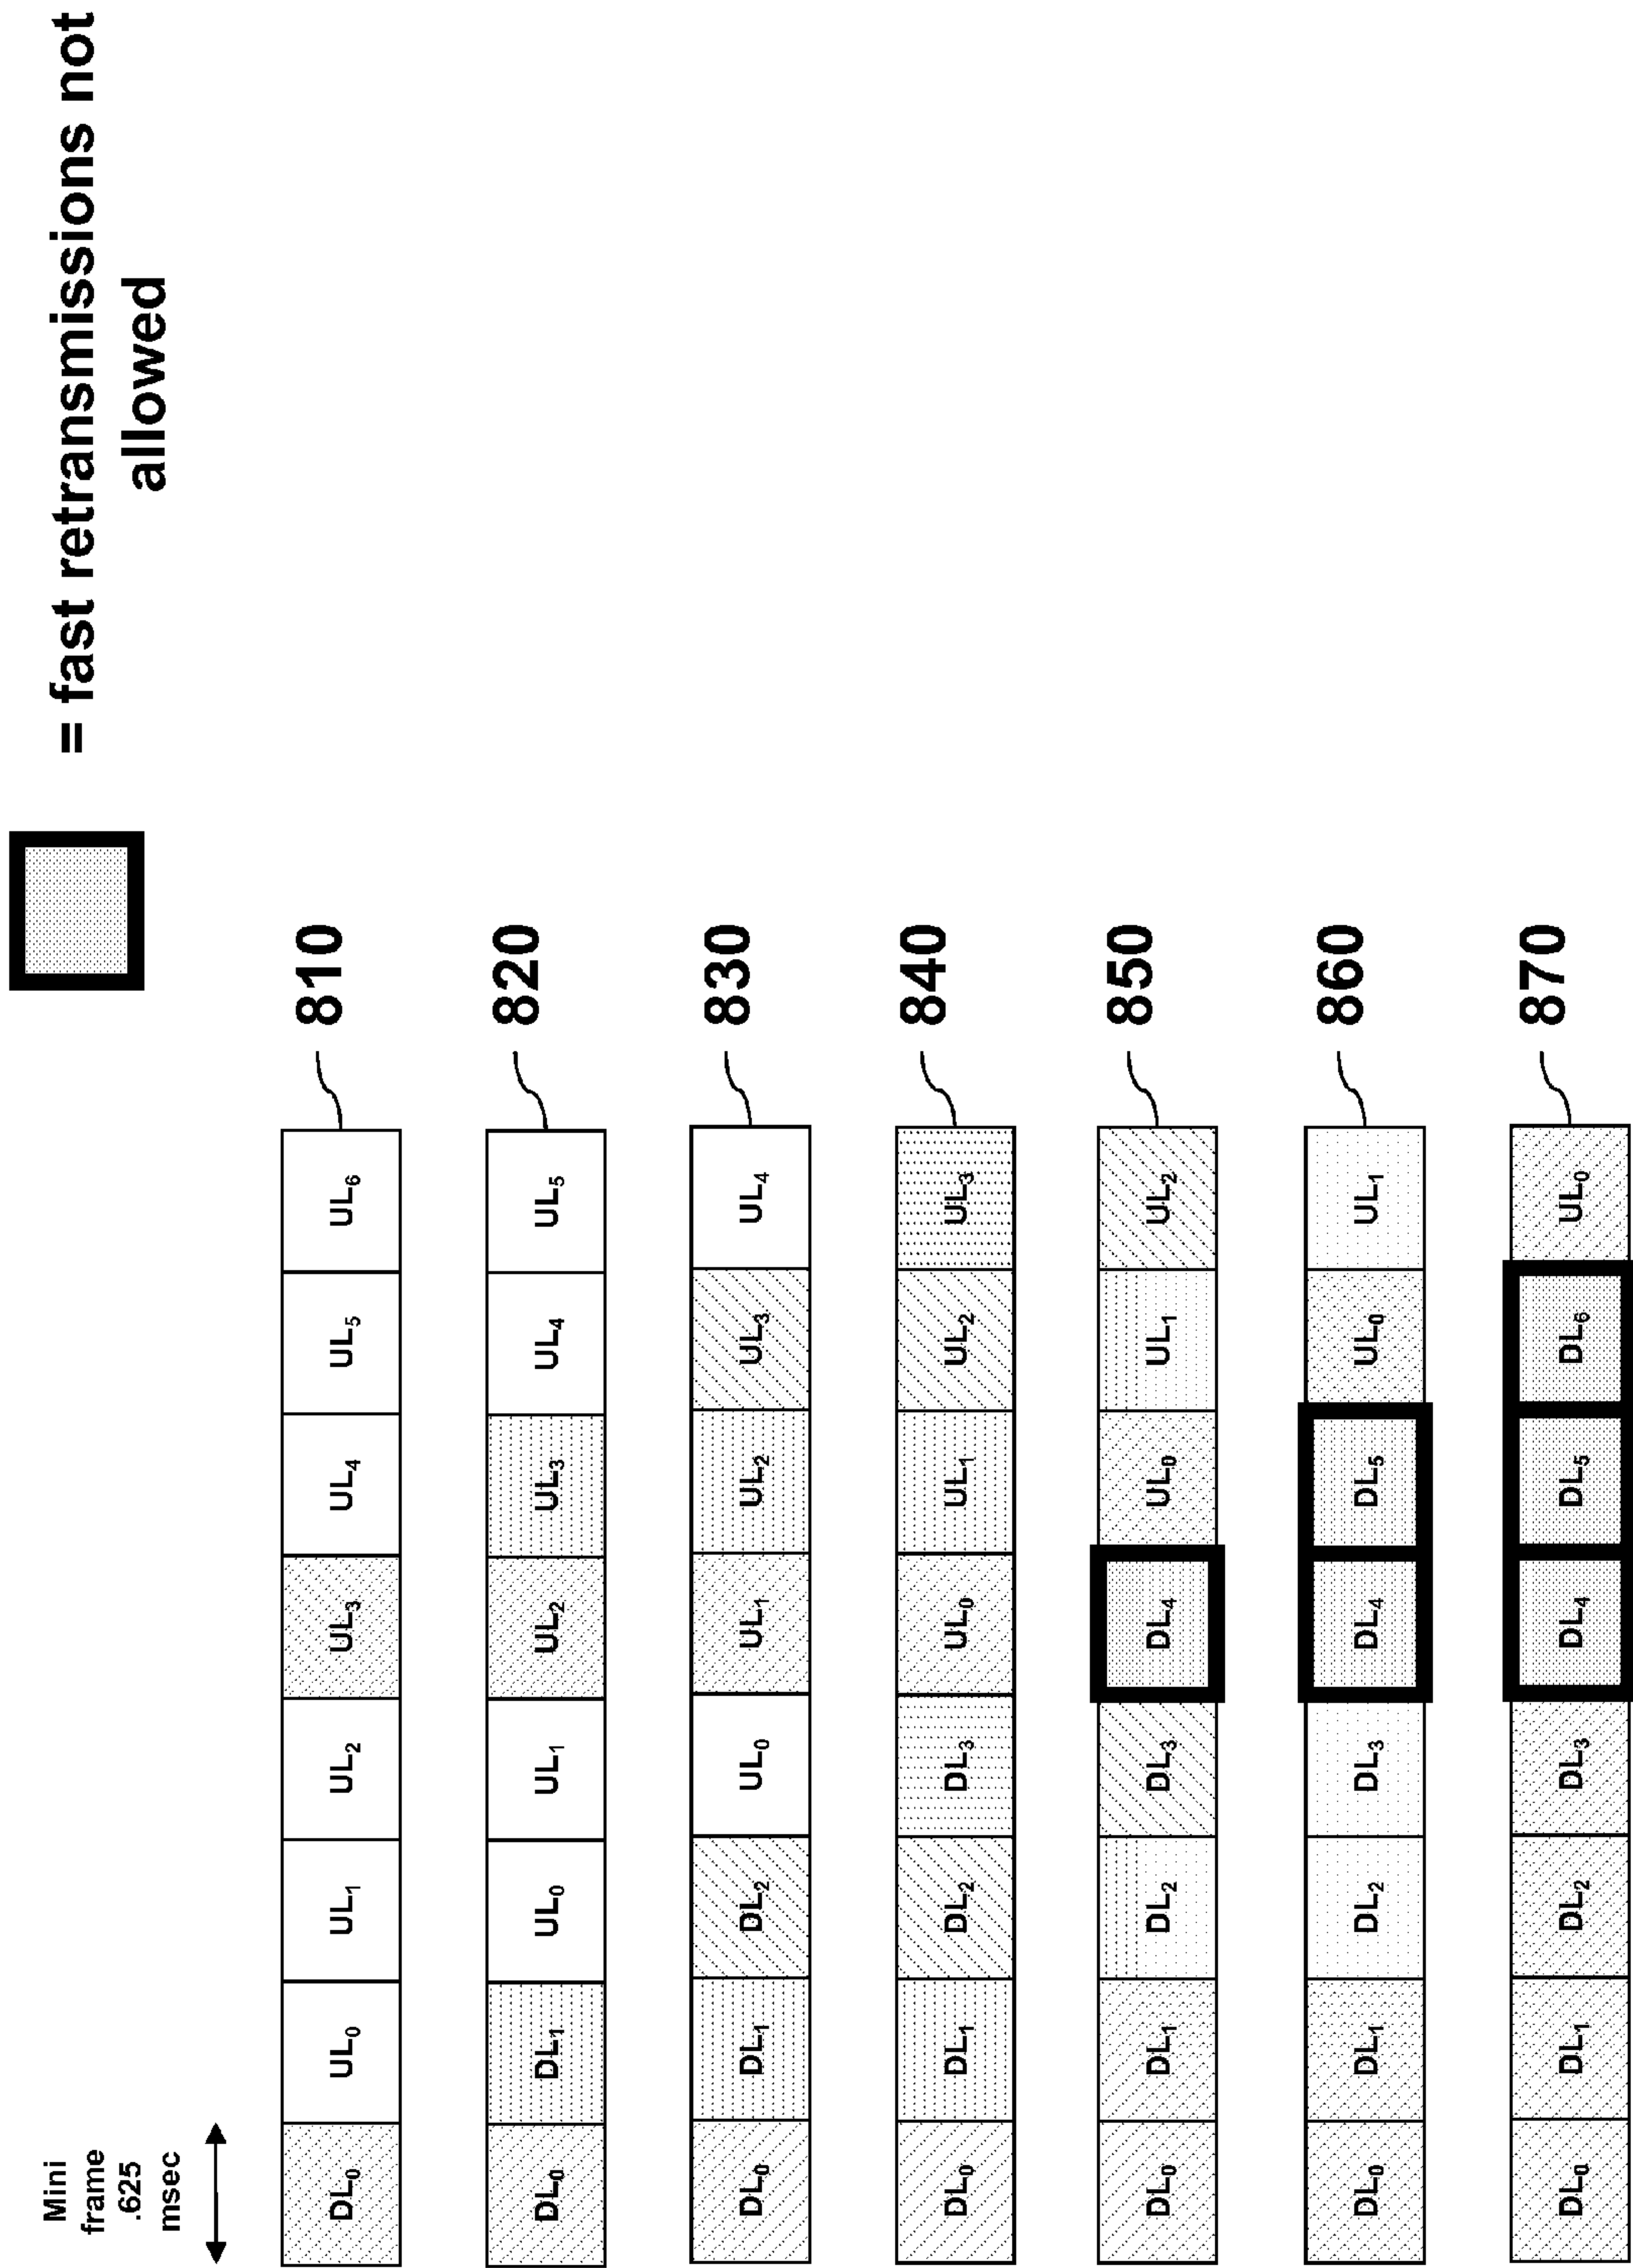 = fast retransmissions not
allowed
Mini
frame
.625
msec
DL₀ UL₀ UL₁ UL₂ UL₃ UL₄ UL₅ UL₆ 810
DL₀ DL₁ UL₀ UL₁ UL₂ UL₃ UL₄ UL₅ 820
DL₀ DL₁ DL₂ UL₀ UL₁ UL₂ UL₃ UL₄ 830
DL₀ DL₁ DL₂ DL₃ UL₀ UL₁ UL₂ UL₃ 840
DL₀ DL₁ DL₂ DL₃ DL₄ UL₀ UL₁ UL₂ 850
DL₀ DL₁ DL₂ DL₃ DL₄ DL₅ UL₀ UL₁ 860
DL₀ DL₁ DL₂ DL₃ DL₄ DL₅ DL₆ UL₀ 870